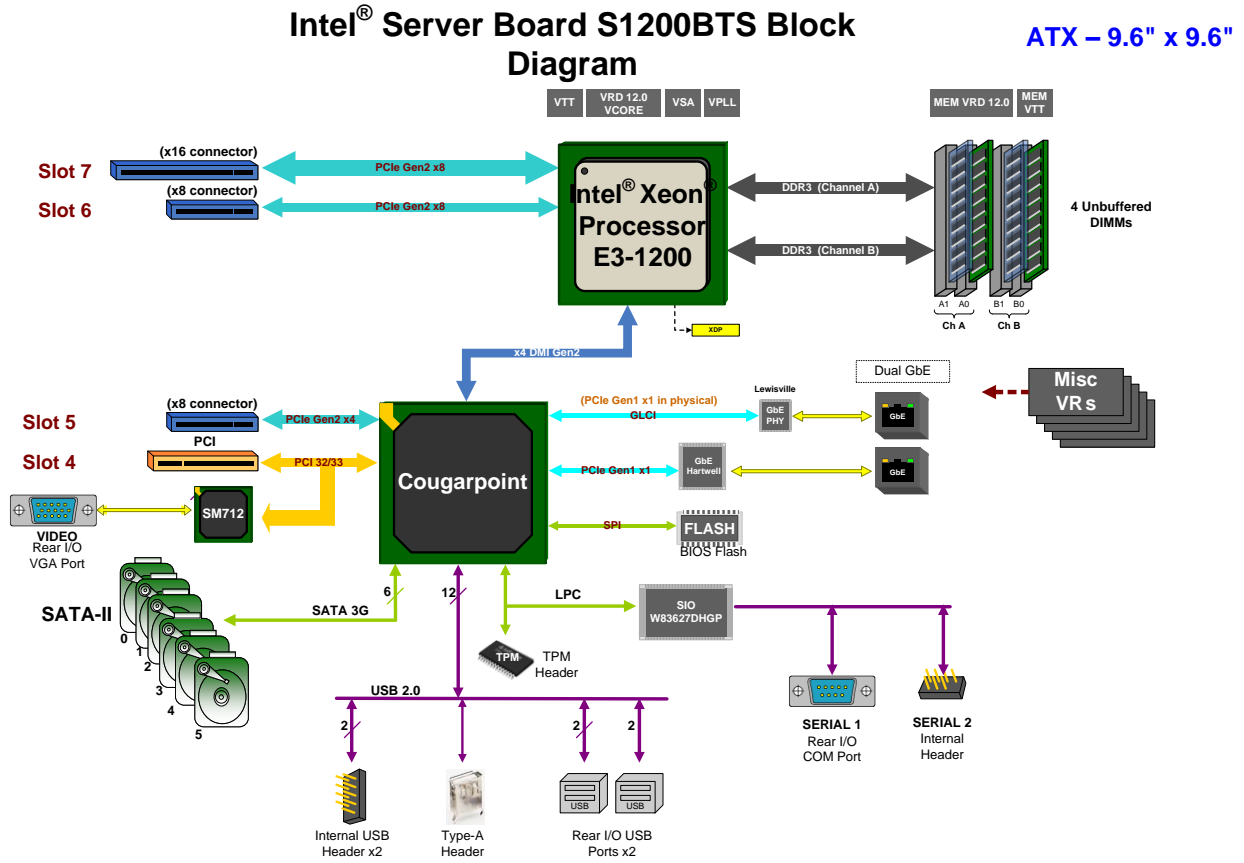 Intel® Server Board S1200BTS Block
Diagram
ATX – 9.6" x 9.6"
VTT
VRD 12.0
VCORE
VSA
VPLL
MEM VRD 12.0
MEM
VTT
Slot 7
(x16 connector)
PCIe Gen2 x8
Slot 6
(x8 connector)
PCIe Gen2 x8
Intel® Xeon®
Processor
E3-1200
DDR3 (Channel A)
DDR3 (Channel B)
4 Unbuffered
DIMMs
A1
A0
B1
B0
Ch A
Ch B
XDP
x4 DMI Gen2
Slot 5
(x8 connector)
PCIe Gen2 x4
Slot 4
PCI
PCI 32/33
Cougarpoint
(PCIe Gen1 x1 in physical)
GLCI
Lewisville
GbE
PHY
Dual GbE
GbE
Misc
VRs
PCIe Gen1 x1
GbE
Hartwell
GbE
SM712
VIDEO
Rear I/O
VGA Port
SPI
FLASH
BIOS Flash
SATA-II
0
1
2
3
4
5
SATA 3G
6
12
LPC
SIO
W83627DHGP
TPM
TPM
Header
USB 2.0
2
2
2
SERIAL 1
Rear I/O
COM Port
SERIAL 2
Internal
Header
USB
USB
Internal USB
Header x2
Type-A
Header
Rear I/O USB
Ports x2